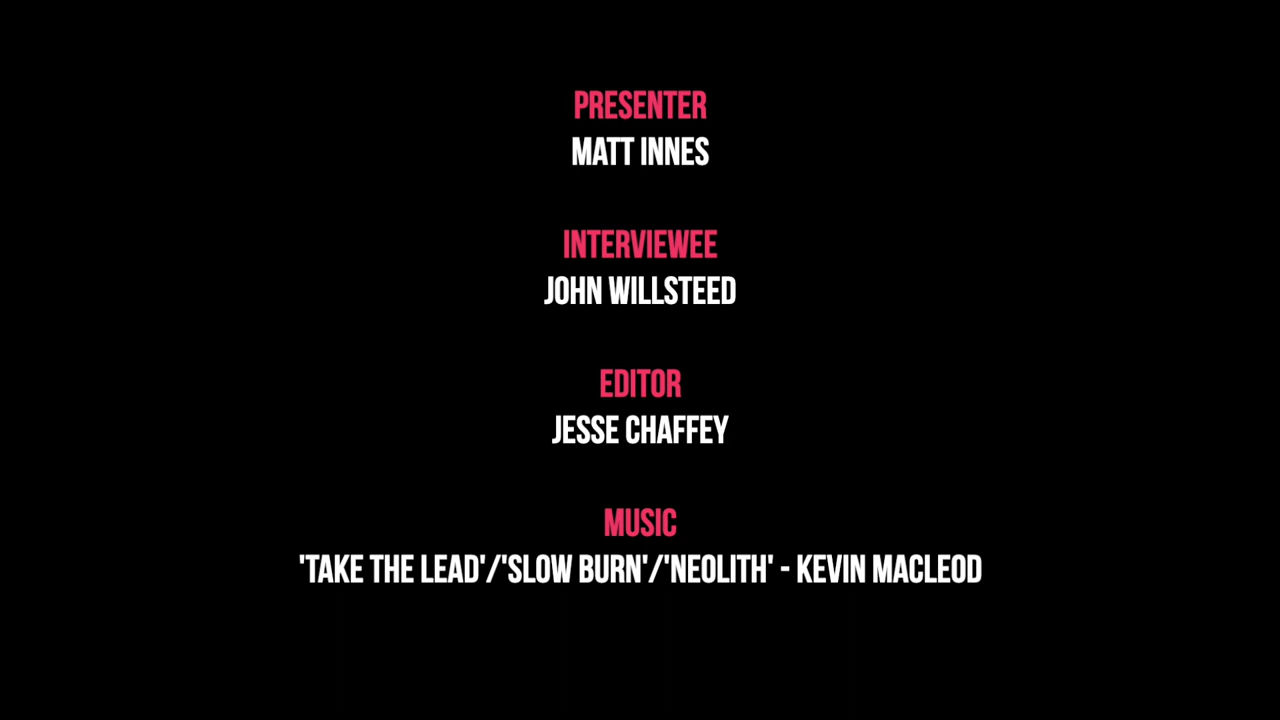 PRESENTER
MATT INNES
INTERVIEWEE
JOHN WILLSTEED
EDITOR
JESSE CHAFFEY
MUSIC
'TAKE THE LEAD'/'SLOW BURN'/'NEOLITH' - KEVIN MACLEOD